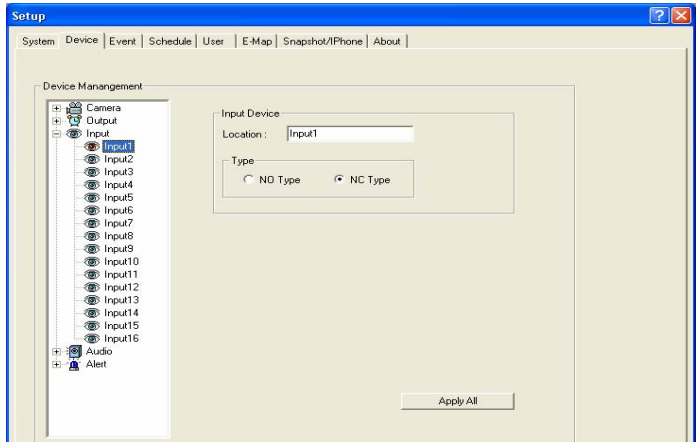 Setup
System Device Event Schedule User E-Map Snapshot/IPhone About
Device Manangement
Camera
Output
Input
Input1
Input2
Input3
Input4
Input5
Input6
Input7
Input8
Input9
Input10
Input11
Input12
Input13
Input14
Input15
Input16
Audio
Alert
Input Device
Location : Input1
Type
NO Type NC Type
Apply All